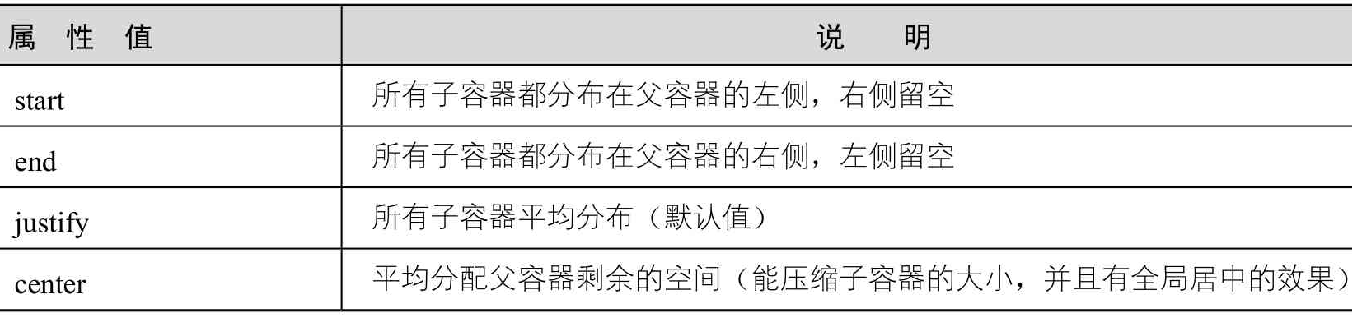 属 性 值 说 明
start 所有子容器都分布在父容器的左侧，右侧留空
end 所有子容器都分布在父容器的右侧，左侧留空
justify 所有子容器平均分布（默认值）
center 平均分配父容器剩余的空间（能压缩子容器的大小，并且有全局居中的效果）